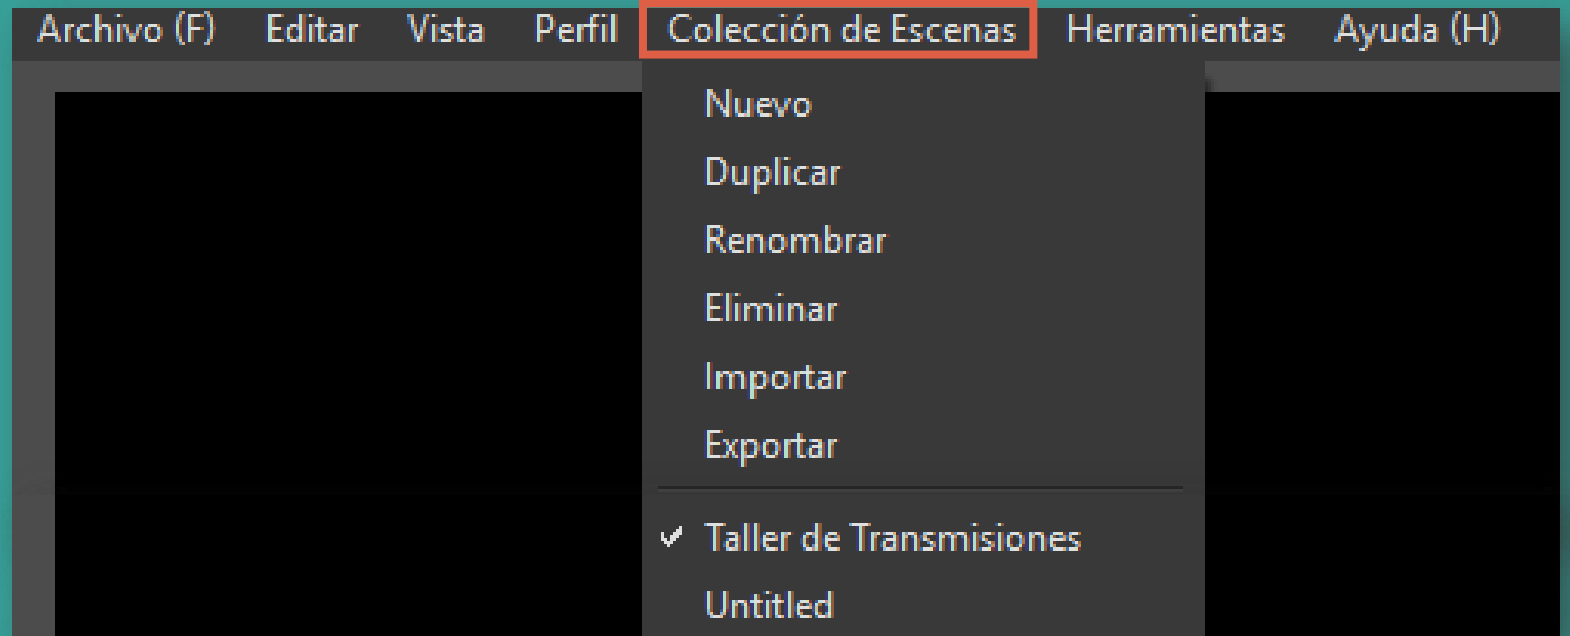 Archivo (F) Editar Vista Perfil Colección de Escenas Herramientas Ayuda (H)
Nuevo
Duplicar
Renombrar
Eliminar
Importar
Exportar
Taller de Transmisiones
Untitled